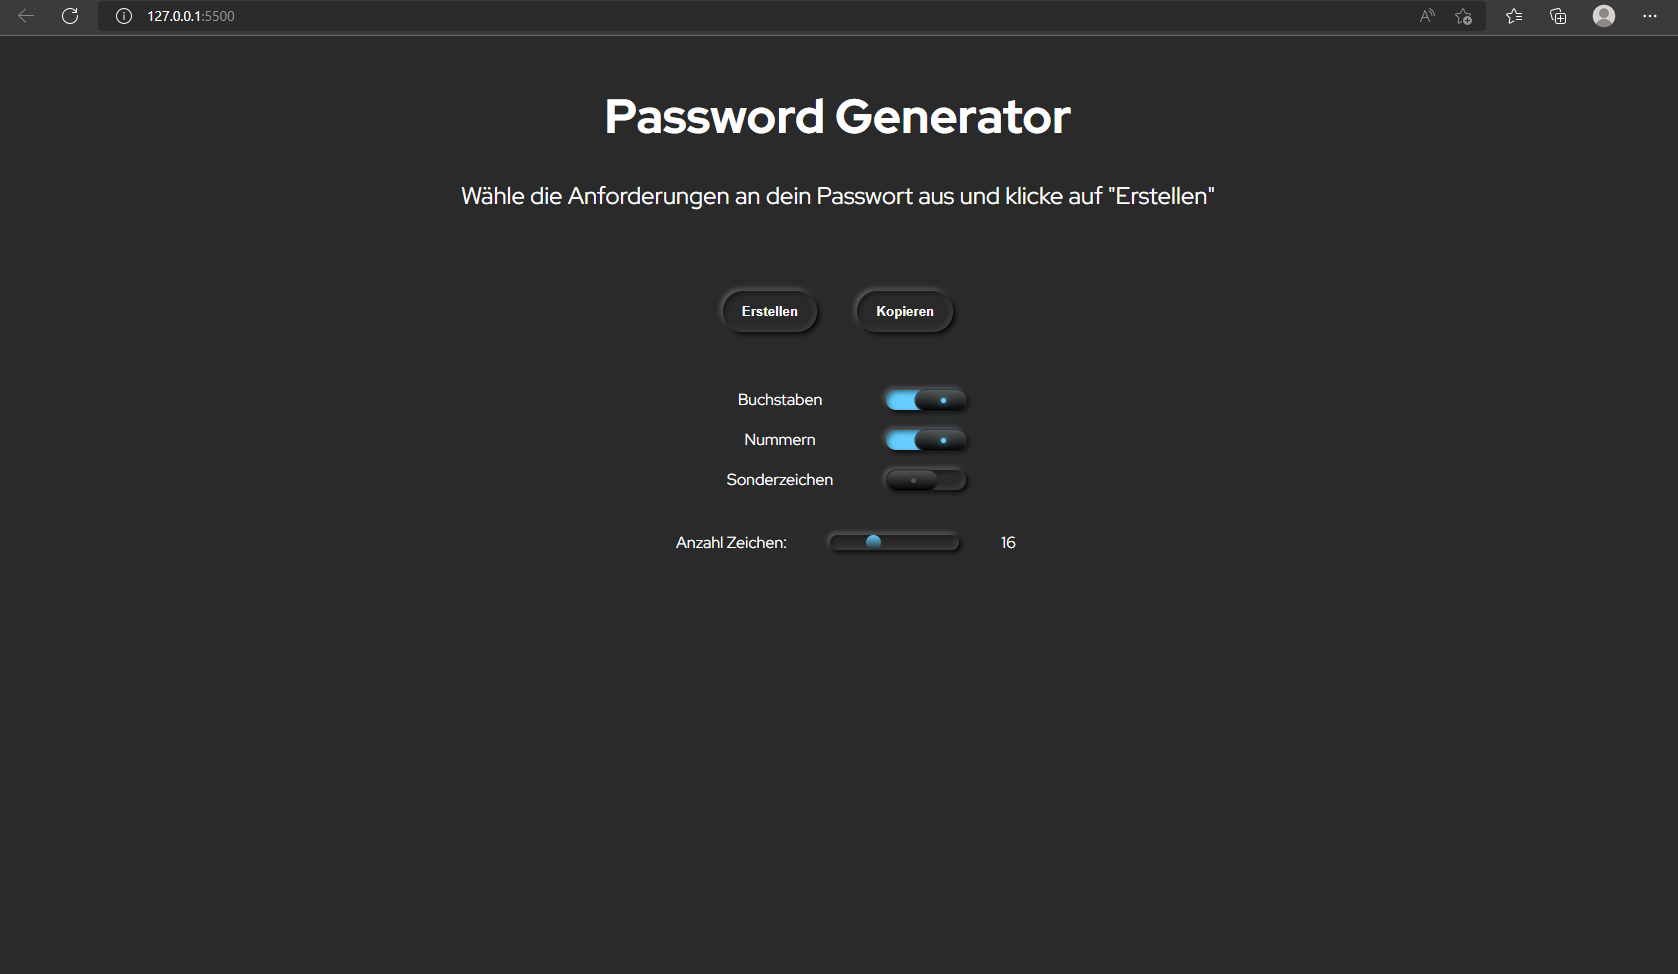 127.0.0.1:5500
Password Generator
Wähle die Anforderungen an dein Passwort aus und klicke auf "Erstellen"
Erstellen Kopieren
Buchstaben
Nummern
Sonderzeichen
Anzahl Zeichen: 16